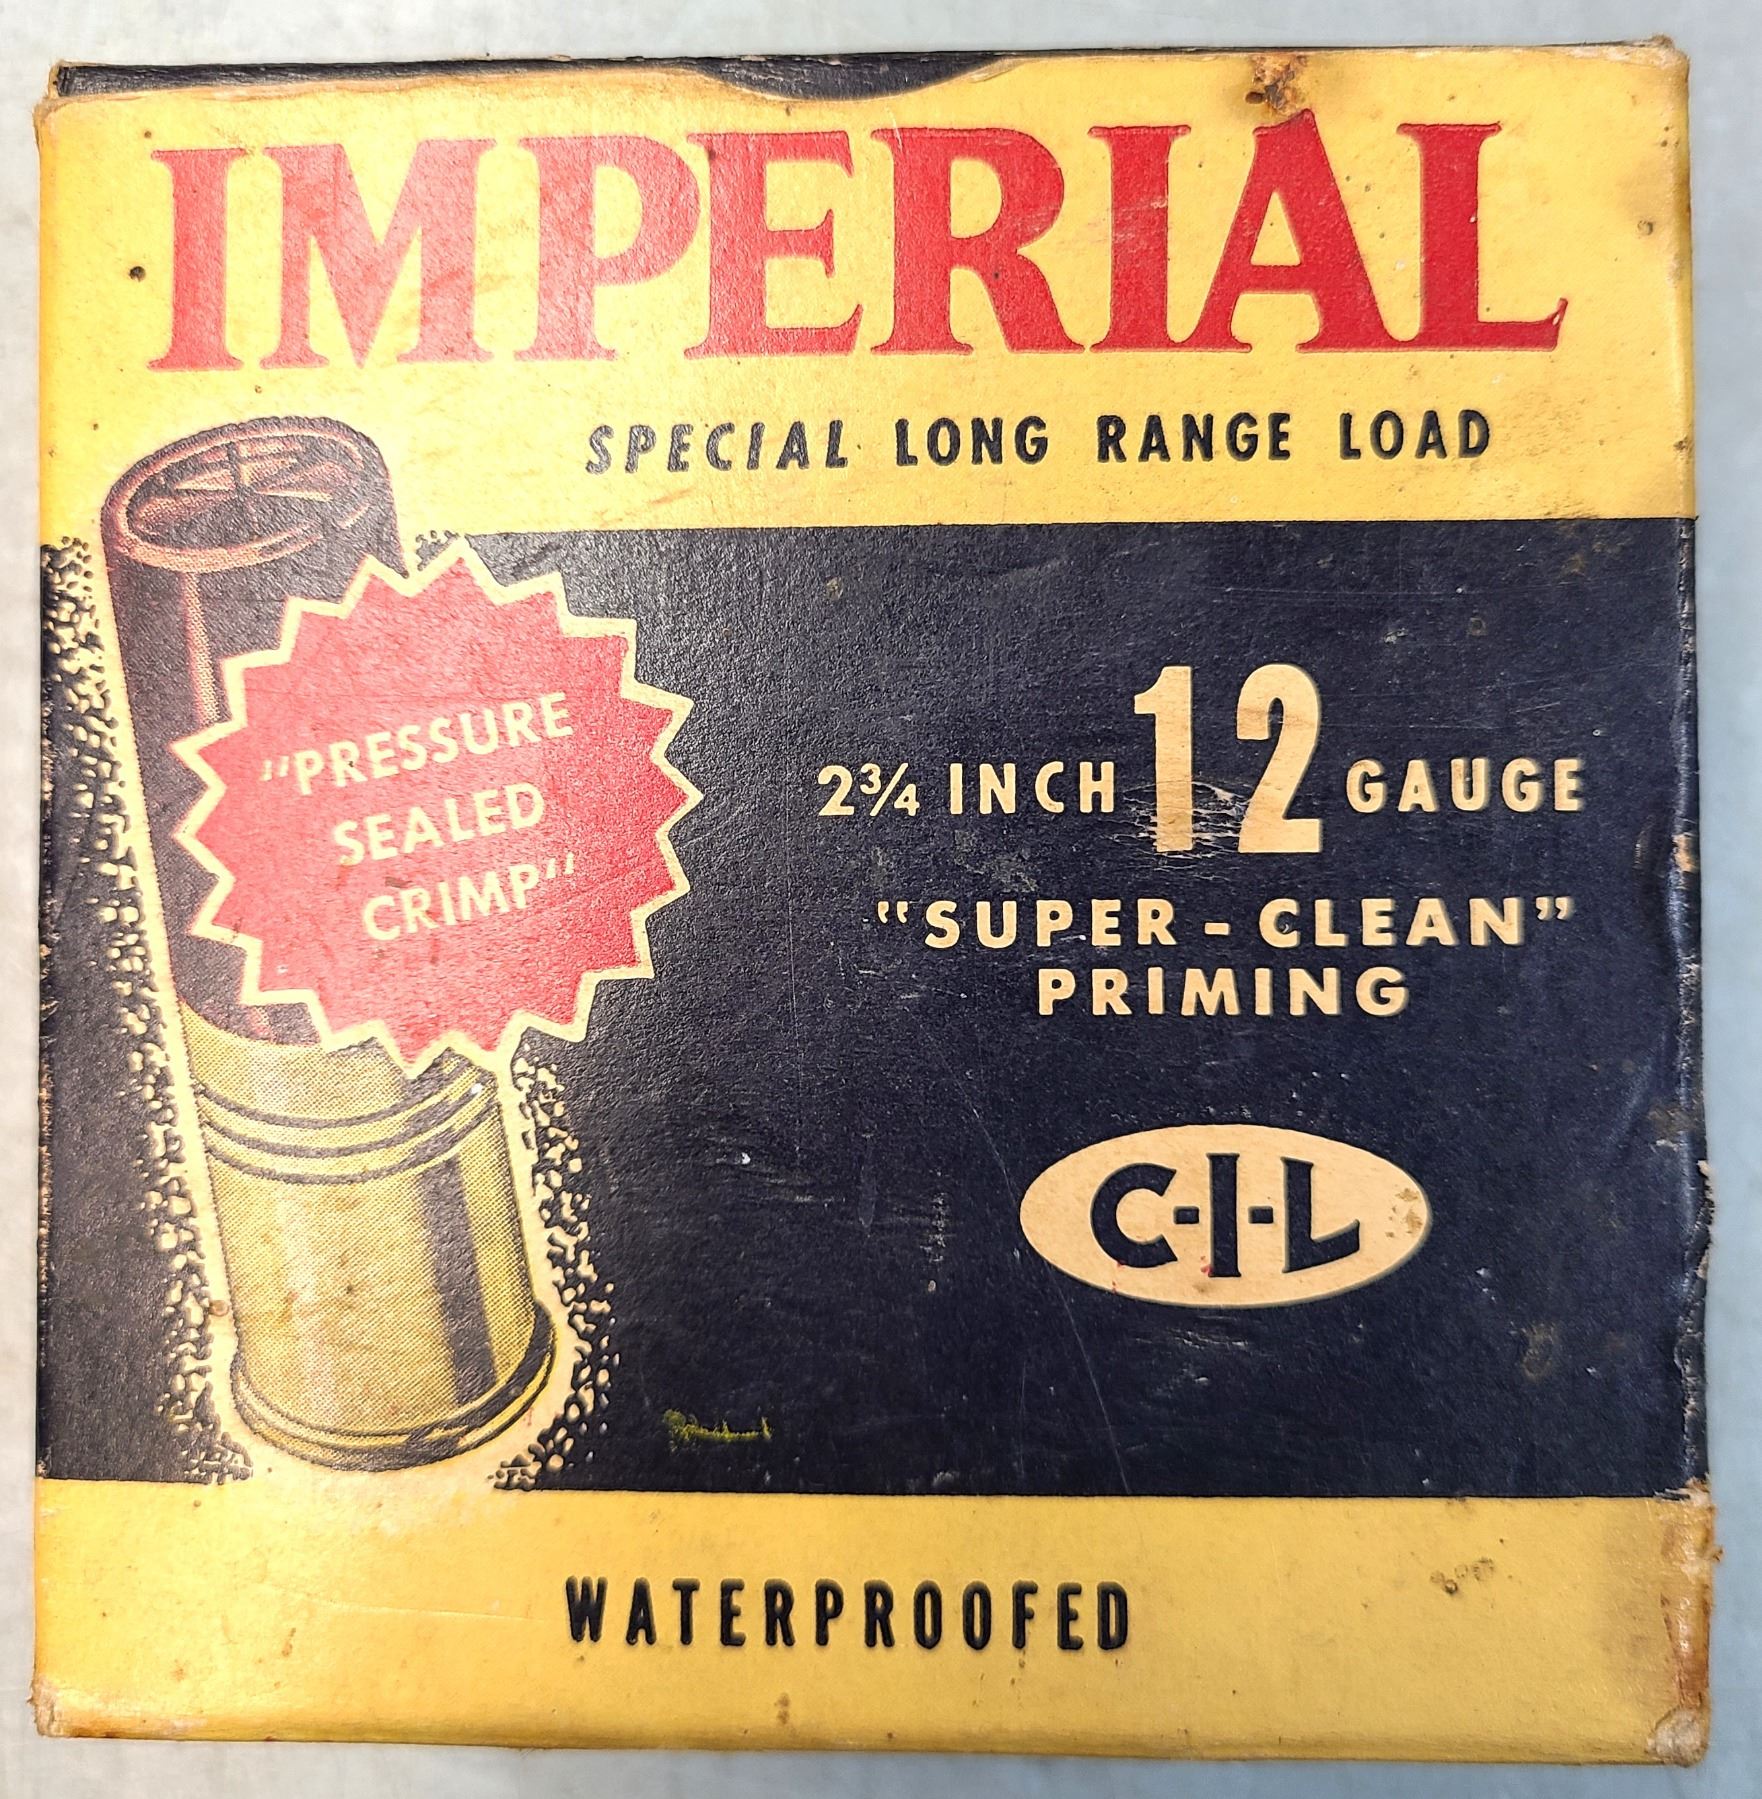 IMPERIAL
SPECIAL LONG RANGE LOAD
"PRESSURE
SEALED
CRIMP"
2¾ INCH 12 GAUGE
"SUPER-CLEAN"
PRIMING
C-I-L
WATERPROOFED